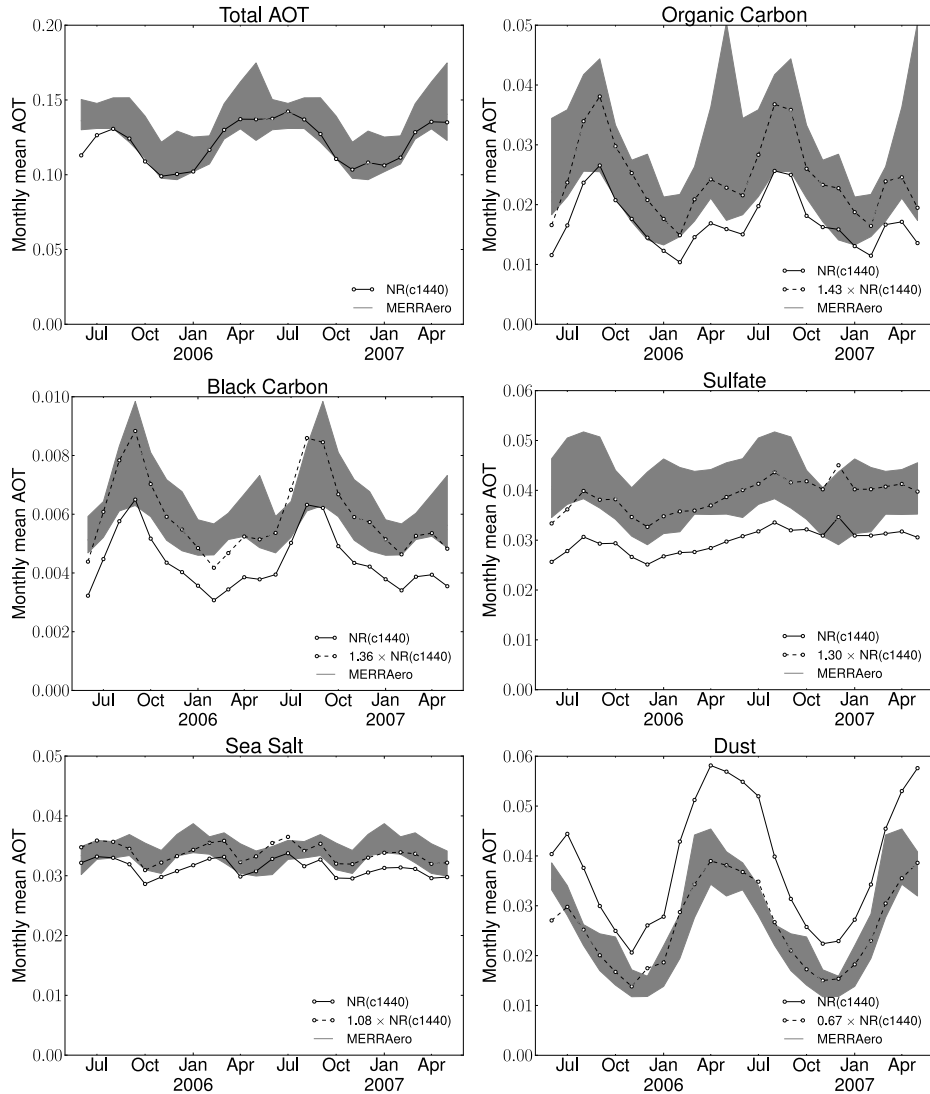 Total AOT
0.20
0.15
0.10
0.05
0.00
Monthly mean AOT
NR(c1440)
MERRAero
Jul Oct Jan Apr Jul Oct Jan Apr
2006 2007
Organic Carbon
0.05
0.04
0.03
0.02
0.01
0.00
Monthly mean AOT
NR(c1440)
1.43 × NR(c1440)
MERRAero
Jul Oct Jan Apr Jul Oct Jan Apr
2006 2007
Black Carbon
0.010
0.008
0.006
0.004
0.002
0.000
Monthly mean AOT
NR(c1440)
1.36 × NR(c1440)
MERRAero
Jul Oct Jan Apr Jul Oct Jan Apr
2006 2007
Sulfate
0.06
0.05
0.04
0.03
0.02
0.01
0.00
Monthly mean AOT
NR(c1440)
1.30 × NR(c1440)
MERRAero
Jul Oct Jan Apr Jul Oct Jan Apr
2006 2007
Sea Salt
0.05
0.04
0.03
0.02
0.01
0.00
Monthly mean AOT
NR(c1440)
1.08 × NR(c1440)
MERRAero
Jul Oct Jan Apr Jul Oct Jan Apr
2006 2007
Dust
0.06
0.05
0.04
0.03
0.02
0.01
0.00
Monthly mean AOT
NR(c1440)
0.67 × NR(c1440)
MERRAero
Jul Oct Jan Apr Jul Oct Jan Apr
2006 2007